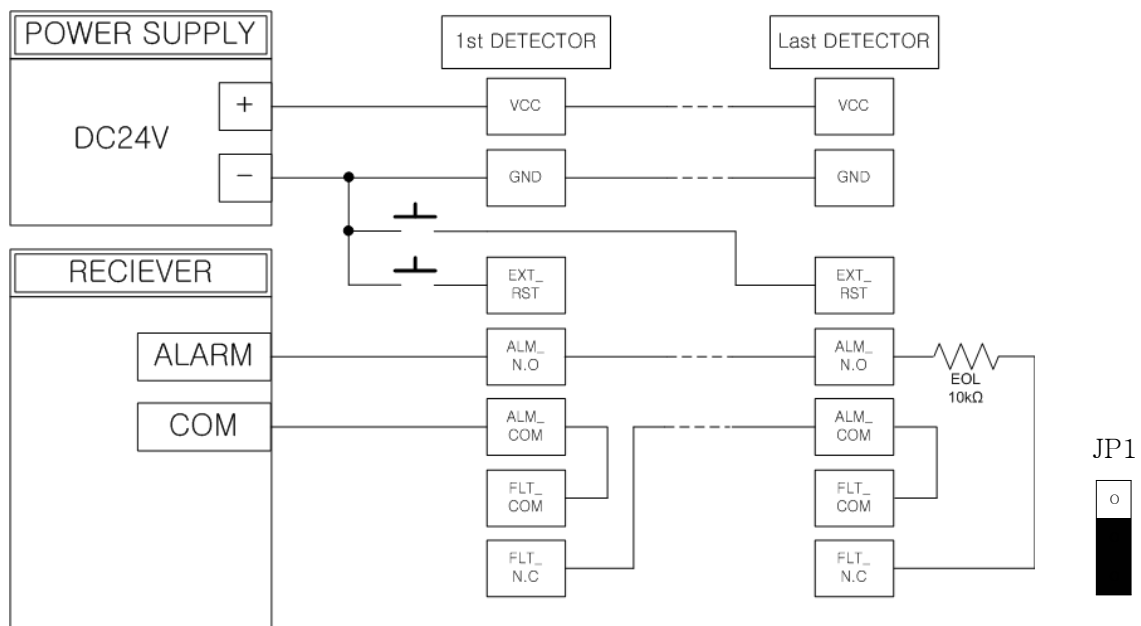 POWER SUPPLY
1st DETECTOR
Last DETECTOR
+
DC24V
−
VCC
VCC
GND
GND
RECIEVER
EXT_
RST
EXT_
RST
ALARM
ALM_
N.O
ALM_
N.O
EOL
10kΩ
COM
ALM_
COM
ALM_
COM
JP1
o
FLT_
COM
FLT_
COM
FLT_
N.C
FLT_
N.C